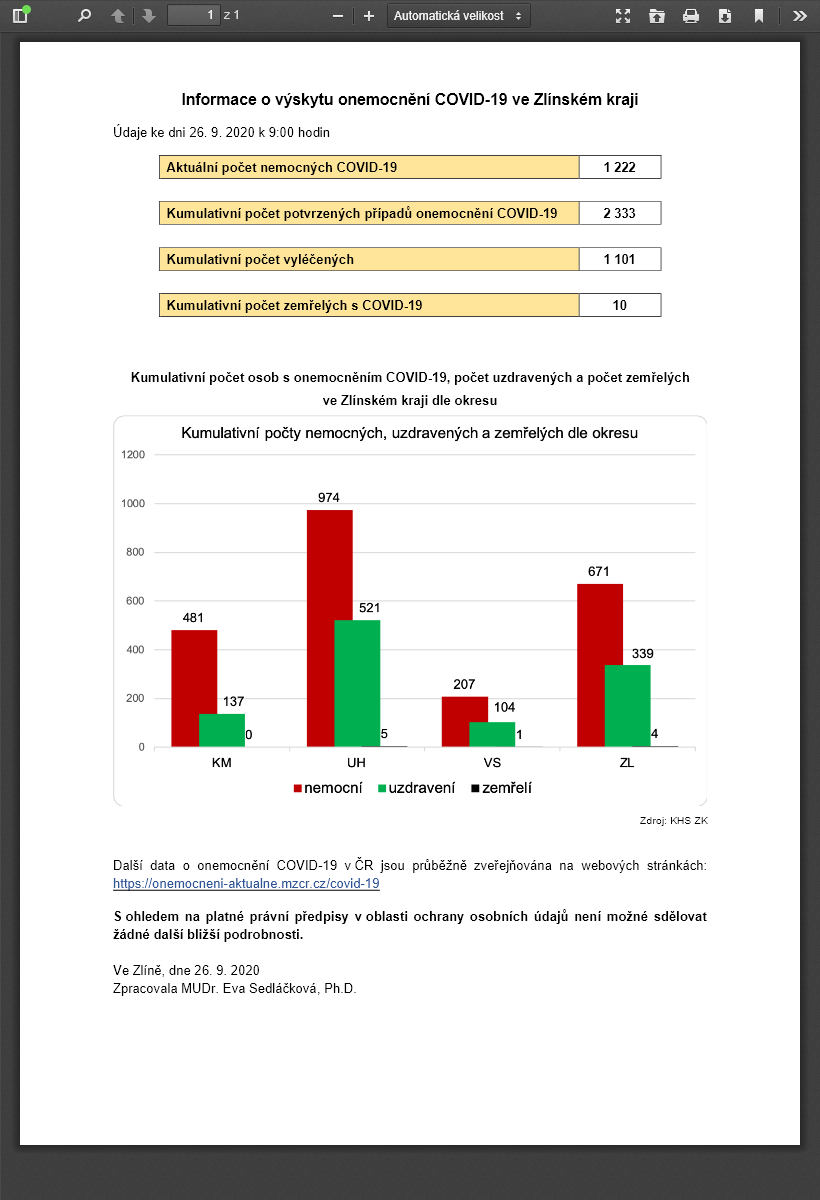 1 z 1 Automatická velikost
Informace o výskytu onemocnění COVID-19 ve Zlínském kraji
Údaje ke dni 26. 9. 2020 k 9:00 hodin
Aktuální počet nemocných COVID-19 1 222
Kumulativní počet potvrzených případů onemocnění COVID-19 2 333
Kumulativní počet vyléčených 1 101
Kumulativní počet zemřelých s COVID-19 10
Kumulativní počet osob s onemocněním COVID-19, počet uzdravených a počet zemřelých
ve Zlínském kraji dle okresu
Kumulativní počty nemocných, uzdravených a zemřelých dle okresu
1200
1000
800
600
400
200
0
481
137
0
974
521
5
207
104
1
671
339
4
KM UH VS ZL
nemocní uzdravení zemřelí
Zdroj: KHS ZK
Další data o onemocnění COVID-19 v ČR jsou průběžně zveřejňována na webových stránkách:
https://onemocneni-aktualne.mzcr.cz/covid-19
S ohledem na platné právní předpisy v oblasti ochrany osobních údajů není možné sdělovat
žádné další bližší podrobnosti.
Ve Zlíně, dne 26. 9. 2020
Zpracovala MUDr. Eva Sedláčková, Ph.D.